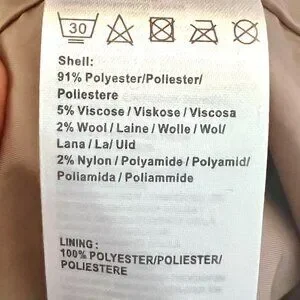 30
Shell:
91% Polyester/Poliester/
Poliestere
5% Viscose / Viskose / Viscosa
2% Wool / Laine / Wolle / Wol/
Lana / La/ Uld
2% Nylon / Polyamide / Polyamid/
Poliamida / Poliammide
LINING :
100% POLYESTER/POLIESTER/
POLIESTERE